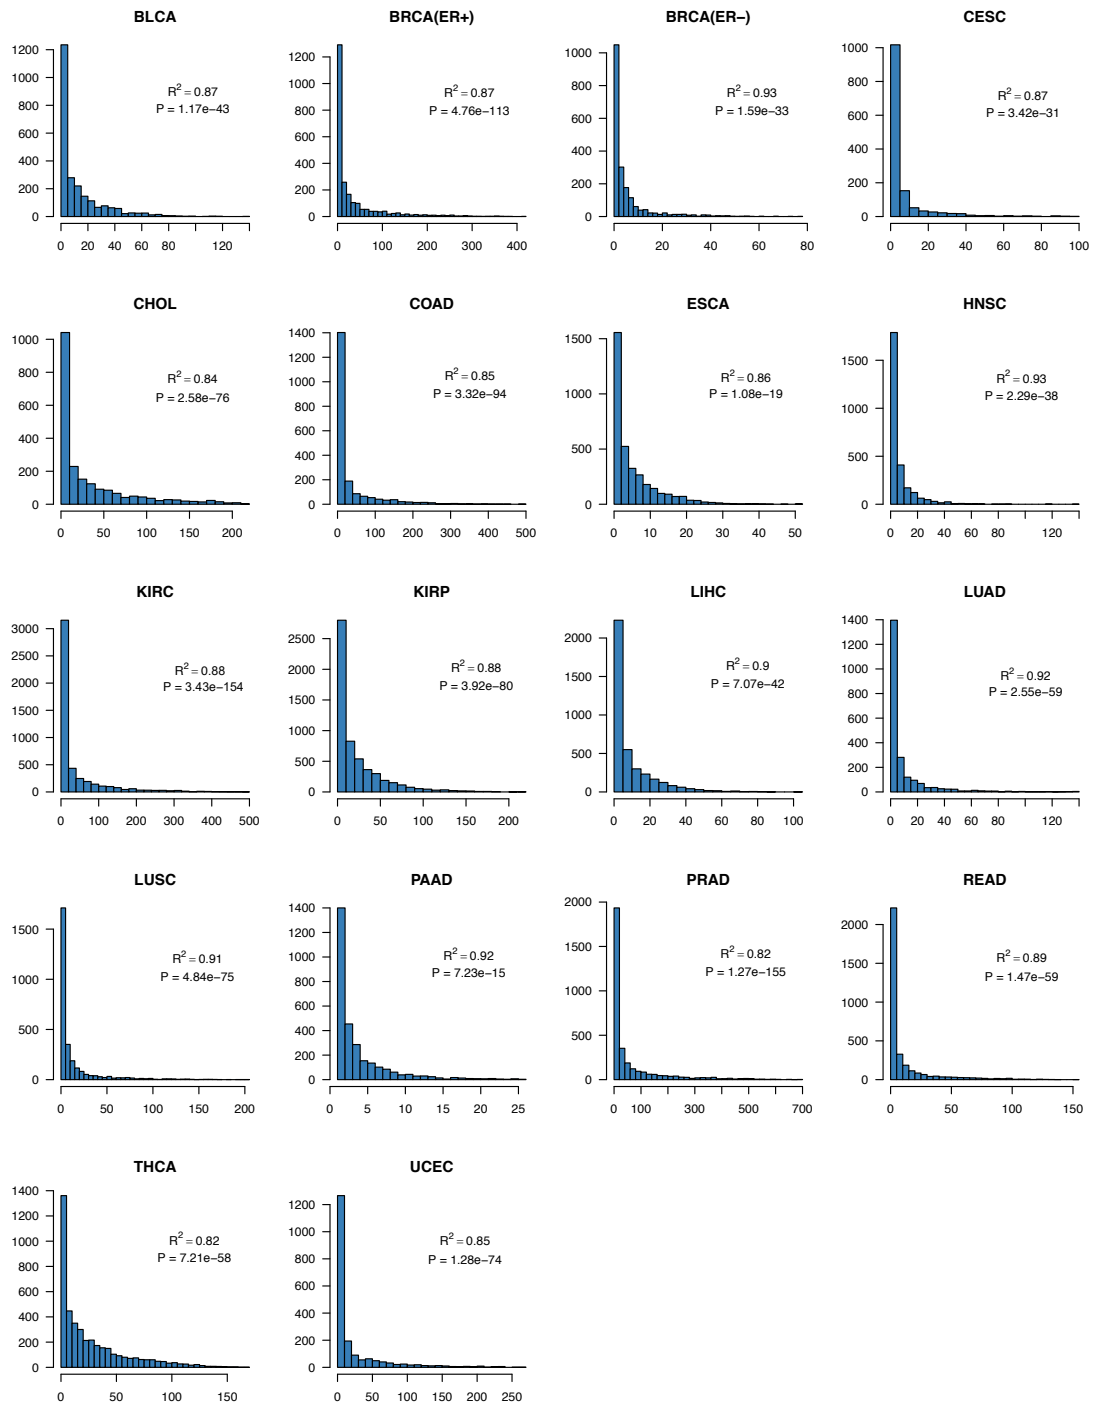 BLCA
R² = 0.87
P = 1.17e−43
1200
1000
800
600
400
200
0
0 20 40 60 80 120
BRCA(ER+)
R² = 0.87
P = 4.76e−113
1200
1000
800
600
400
200
0
0 100 200 300 400
BRCA(ER−)
R² = 0.93
P = 1.59e−33
1000
800
600
400
200
0
0 20 40 60 80
CESC
R² = 0.87
P = 3.42e−31
1000
800
600
400
200
0
0 20 40 60 80 100
CHOL
R² = 0.84
P = 2.58e−76
1000
800
600
400
200
0
0 50 100 150 200
COAD
R² = 0.85
P = 3.32e−94
1400
1200
1000
800
600
400
200
0
0 100 200 300 400 500
ESCA
R² = 0.86
P = 1.08e−19
1500
1000
500
0
0 10 20 30 40 50
HNSC
R² = 0.93
P = 2.29e−38
1500
1000
500
0
0 20 40 60 80 120
KIRC
R² = 0.88
P = 3.43e−154
3000
2500
2000
1500
1000
500
0
0 100 200 300 400 500
KIRP
R² = 0.88
P = 3.92e−80
2500
2000
1500
1000
500
0
0 50 100 150 200
LIHC
R² = 0.9
P = 7.07e−42
2000
1500
1000
500
0
0 20 40 60 80 100
LUAD
R² = 0.92
P = 2.55e−59
1400
1200
1000
800
600
400
200
0
0 20 40 60 80 120
LUSC
R² = 0.91
P = 4.84e−75
1500
1000
500
0
0 50 100 150 200
PAAD
R² = 0.92
P = 7.23e−15
1400
1200
1000
800
600
400
200
0
0 5 10 15 20 25
PRAD
R² = 0.82
P = 1.27e−155
2000
1500
1000
500
0
0 100 300 500 700
READ
R² = 0.89
P = 1.47e−59
2000
1500
1000
500
0
0 50 100 150
THCA
R² = 0.82
P = 7.21e−58
1400
1200
1000
800
600
400
200
0
0 50 100 150
UCEC
R² = 0.85
P = 1.28e−74
1200
1000
800
600
400
200
0
0 50 100 150 200 250